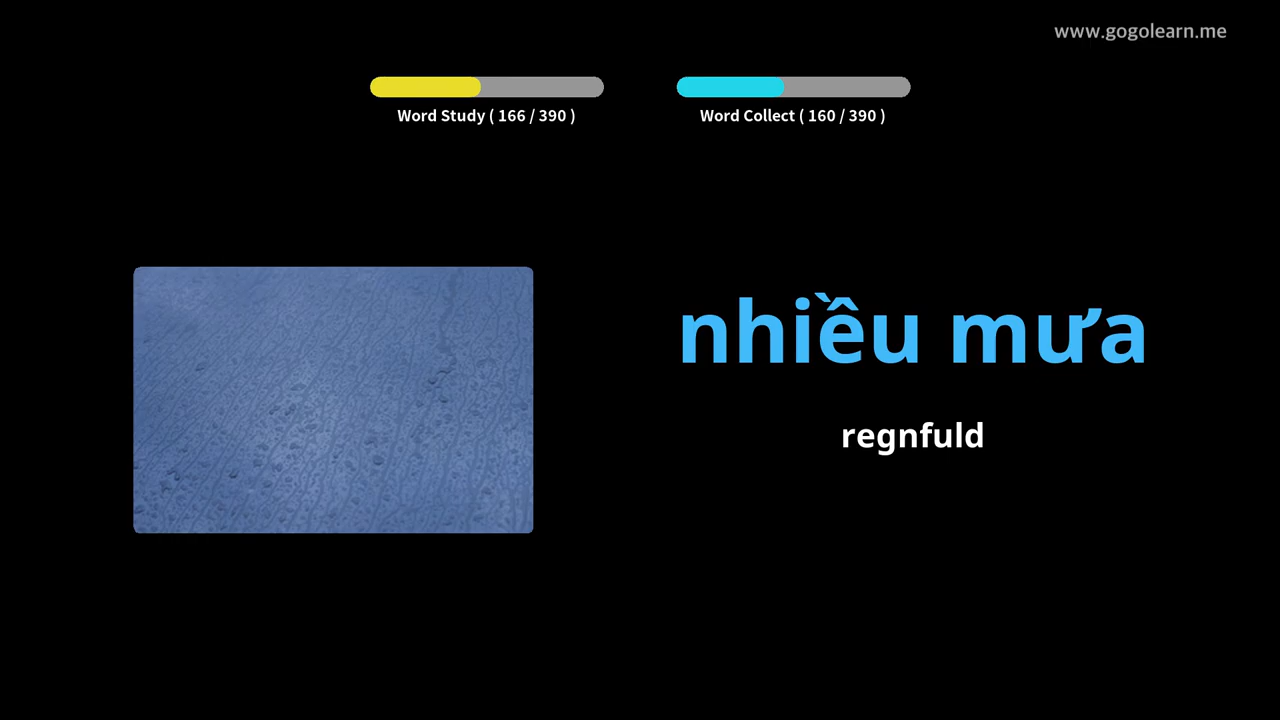 www.gogolearn.me
Word Study ( 166 / 390 )
Word Collect ( 160 / 390 )
nhiều mưa
regnfuld